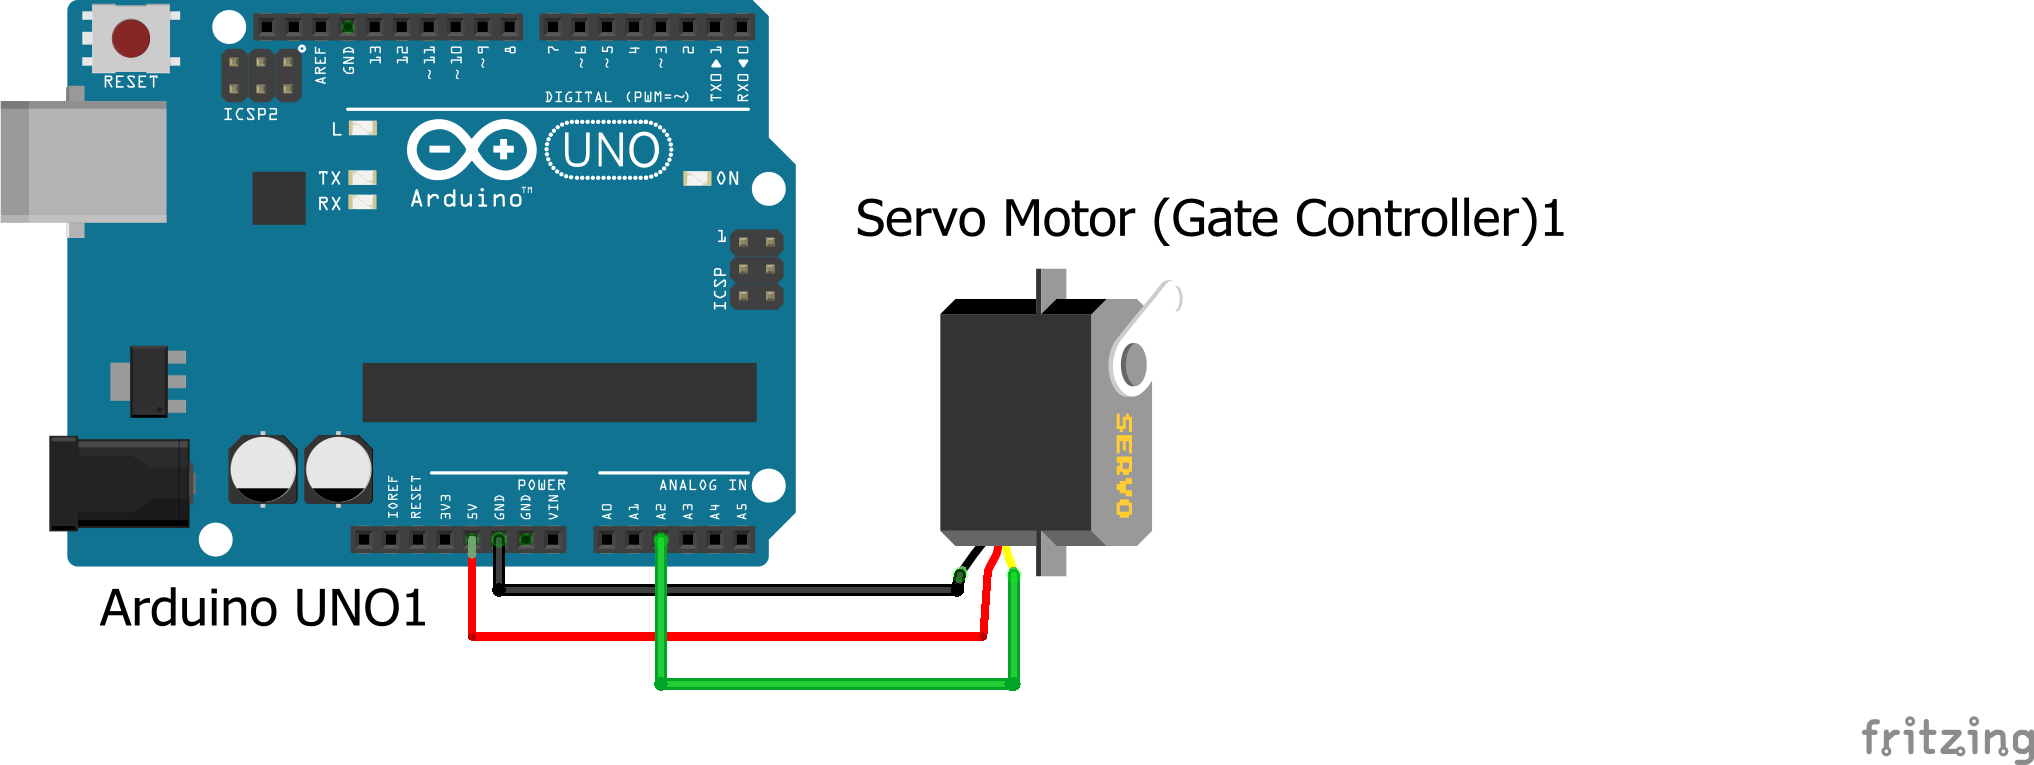 RESET
ICSP2
AREF
GND
13
12
~11
~10
~9
8
7
~6
~5
4
~3
2
TX0▶1
RX0◀0
DIGITAL (PWM=~)
L
TX
RX
Arduino™
UNO
ON
1
ICSP
Servo Motor (Gate Controller)1
SERVO
POWER
ANALOG IN
IOREF
RESET
3V3
5V
GND
GND
VIN
A0
A1
A2
A3
A4
A5
Arduino UNO1
fritzing